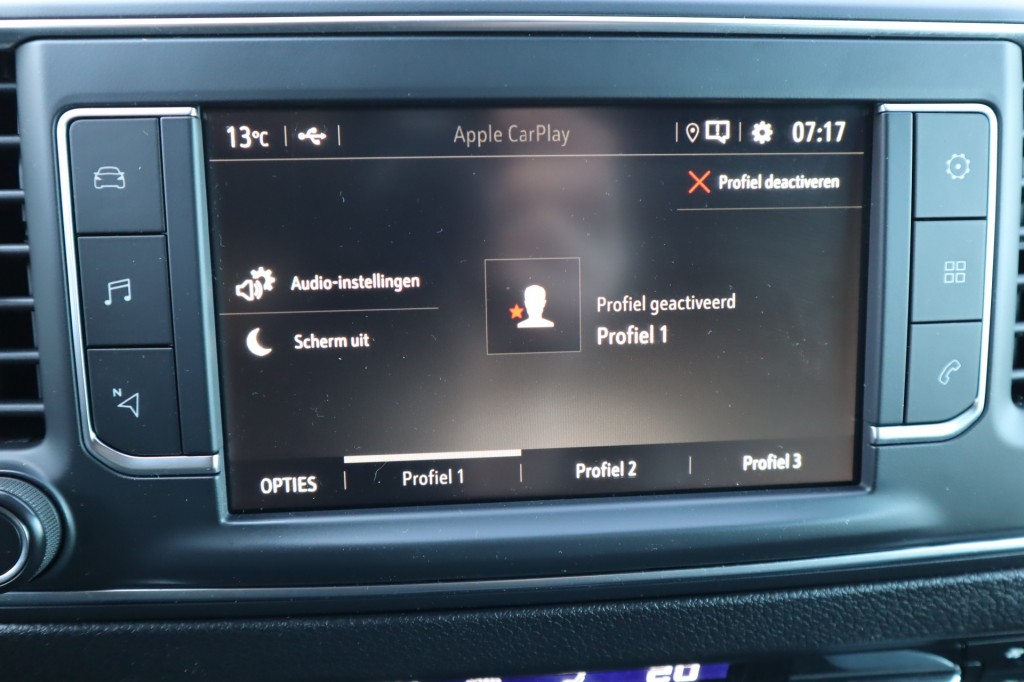 13°C Apple CarPlay 07:17
Profiel deactiveren
Audio-instellingen
Scherm uit
Profiel geactiveerd
Profiel 1
OPTIES Profiel 1 Profiel 2 Profiel 3
N